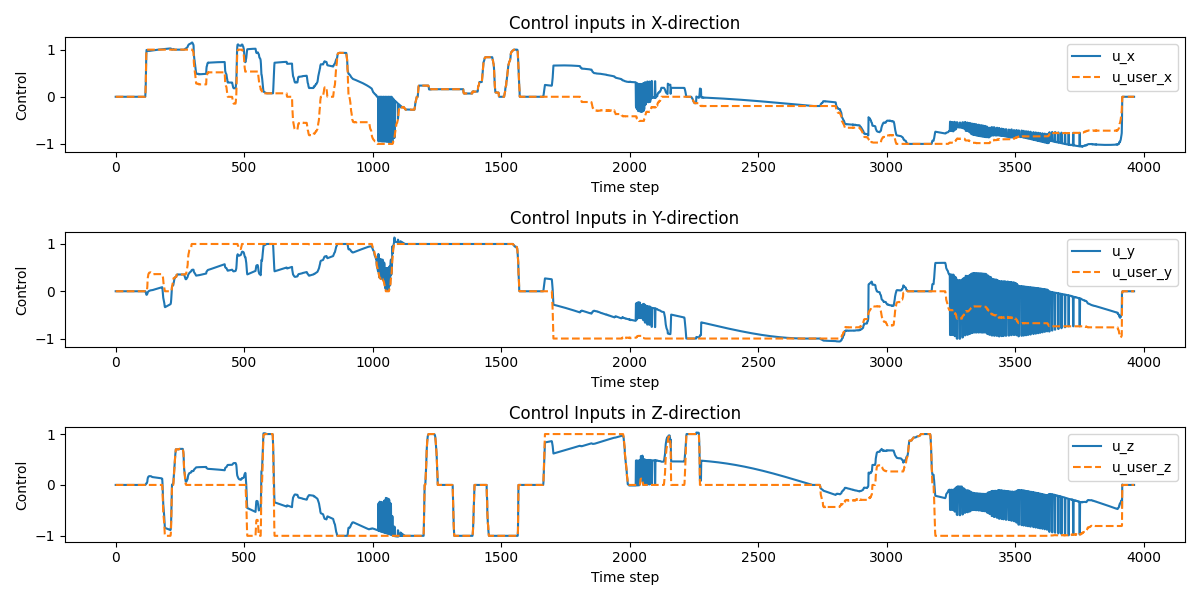 Control inputs in X-direction
Control
1
0
−1
u_x
u_user_x
0 500 1000 1500 2000 2500 3000 3500 4000
Time step
Control Inputs in Y-direction
Control
1
0
−1
u_y
u_user_y
0 500 1000 1500 2000 2500 3000 3500 4000
Time step
Control Inputs in Z-direction
Control
1
0
−1
u_z
u_user_z
0 500 1000 1500 2000 2500 3000 3500 4000
Time step